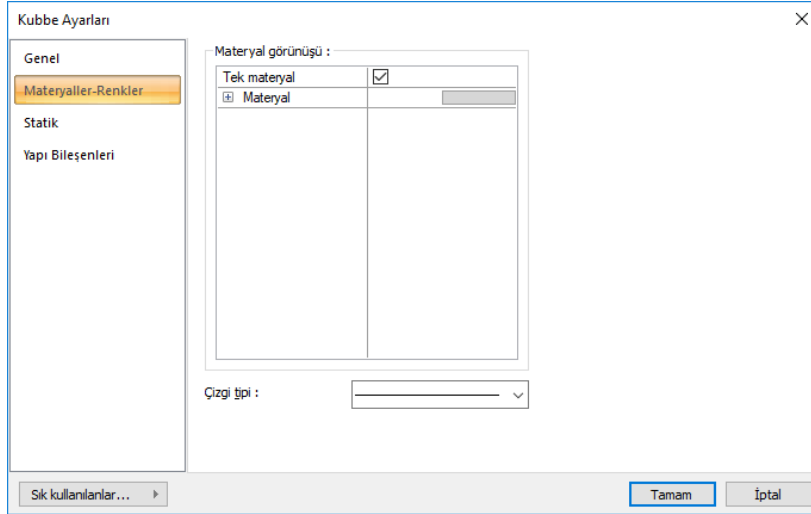 Kubbe Ayarları
Genel
Materyaller-Renkler
Statik
Yapı Bileşenleri
Materyal görünüşü :
Tek materyal
Materyal
Çizgi tipi :
Sık kullanılanlar...
Tamam
İptal